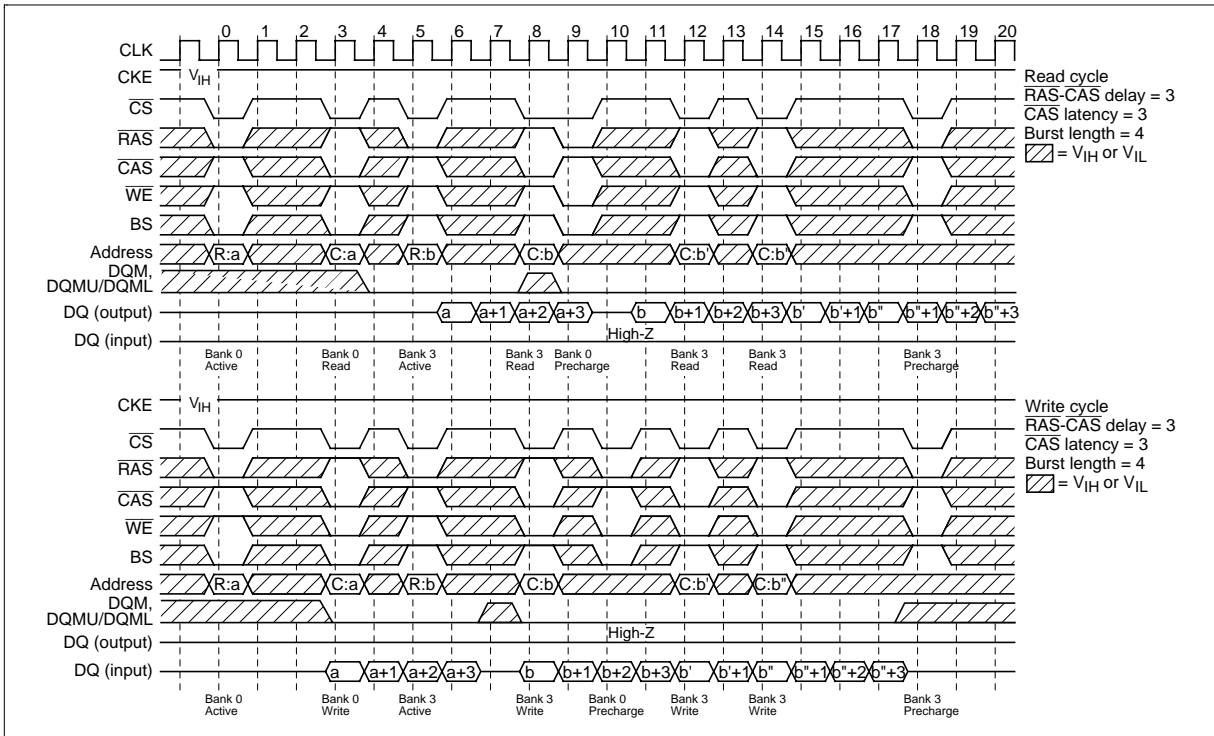 0 1 2 3 4 5 6 7 8 9 10 11 12 13 14 15 16 17 18 19 20
CLK
CKE VIH
CS
RAS
CAS
WE
BS
Address R:a C:a R:b C:b C:b' C:b'
DQM,
DQMU/DQML
DQ (output) a a+1 a+2 a+3 b b+1 b+2 b+3 b' b'+1 b" b"+1 b"+2 b"+3
High-Z
DQ (input)
Bank 0 Active
Bank 0 Read
Bank 3 Active
Bank 3 Read
Bank 0 Precharge
Bank 3 Read
Bank 3 Read
Bank 3 Precharge
Read cycle
RAS-CAS delay = 3
CAS latency = 3
Burst length = 4
= VIH or VIL
CKE VIH
CS
RAS
CAS
WE
BS
Address R:a C:a R:b C:b C:b' C:b"
DQM,
DQMU/DQML
High-Z
DQ (output)
DQ (input) a a+1 a+2 a+3 b b+1 b+2 b+3 b' b'+1 b" b"+1 b"+2 b"+3
Bank 0 Active
Bank 0 Write
Bank 3 Active
Bank 3 Write
Bank 0 Precharge
Bank 3 Write
Bank 3 Write
Bank 3 Precharge
Write cycle
RAS-CAS delay = 3
CAS latency = 3
Burst length = 4
= VIH or VIL